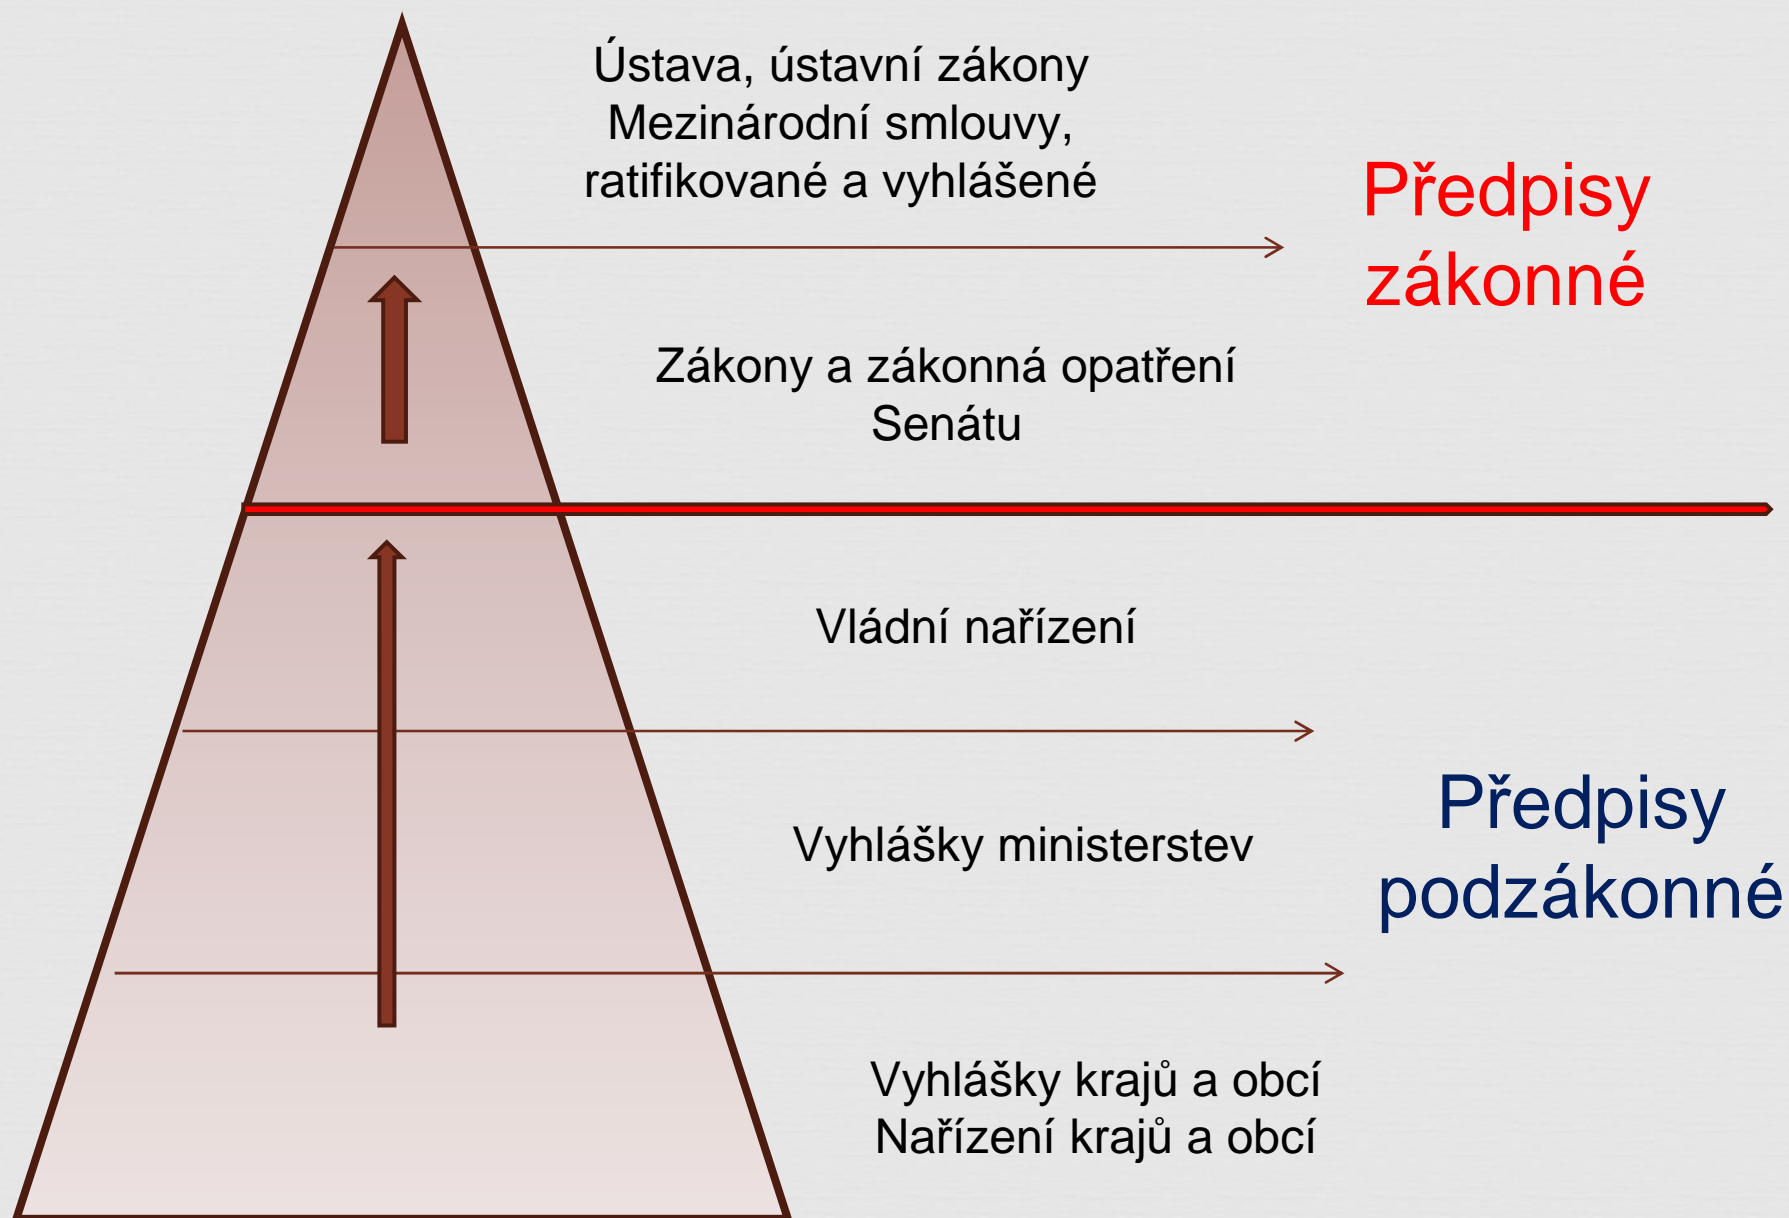 Ústava, ústavní zákony
Mezinárodní smlouvy,
ratifikované a vyhlášené
Předpisy
zákonné
Zákony a zákonná opatření
Senátu
Vládní nařízení
Vyhlášky ministerstev
Předpisy
podzákonné
Vyhlášky krajů a obcí
Nařízení krajů a obcí